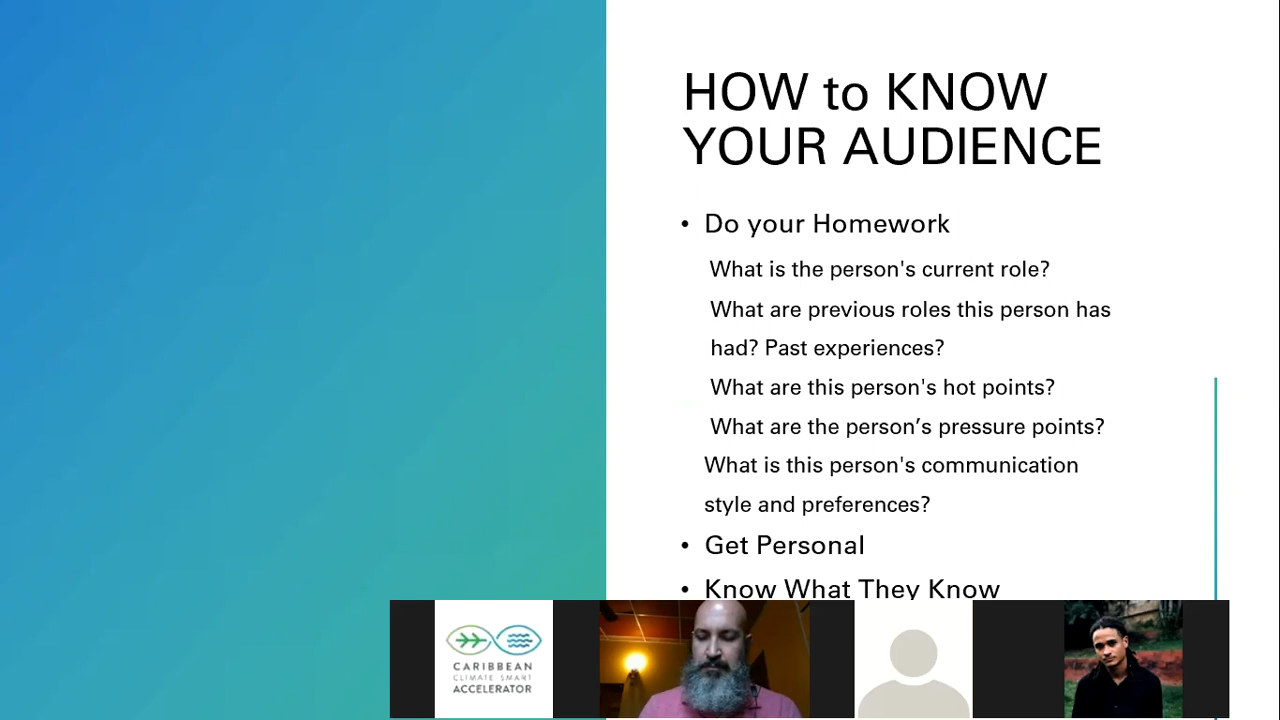 HOW to KNOW
YOUR AUDIENCE
• Do your Homework
What is the person's current role?
What are previous roles this person has
had? Past experiences?
What are this person's hot points?
What are the person’s pressure points?
What is this person's communication
style and preferences?
• Get Personal
• Know What They Know
CARIBBEAN
CLIMATE SMART
ACCELERATOR